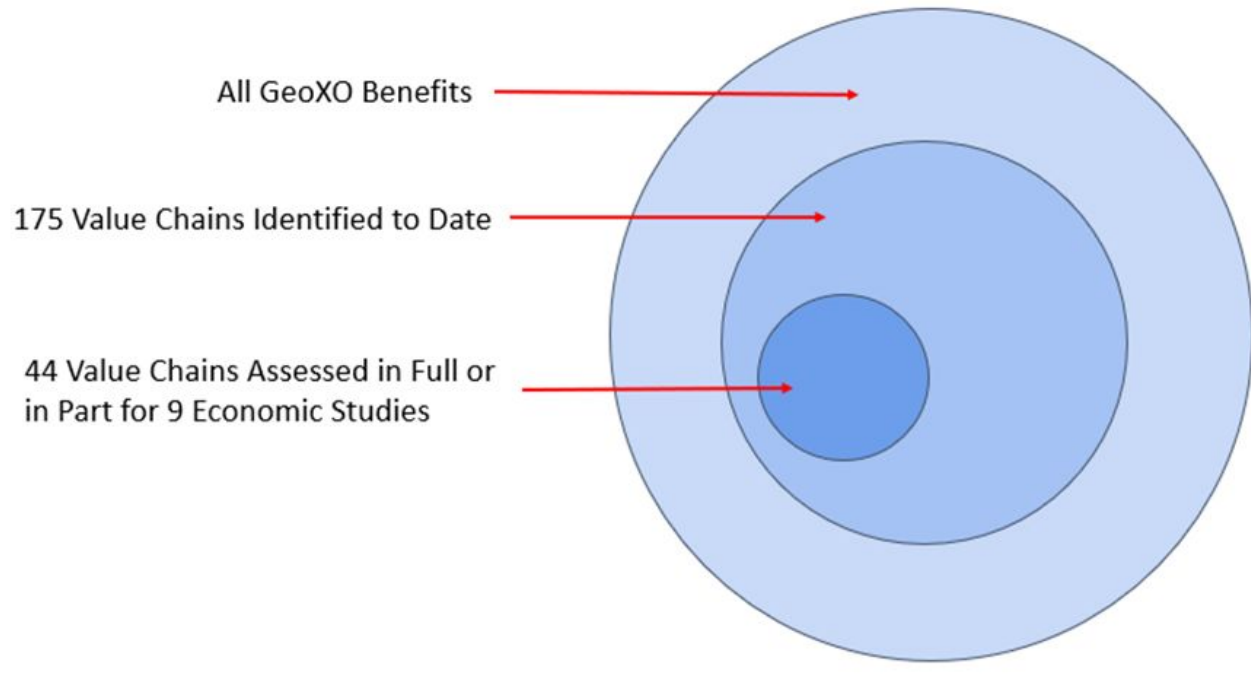 All GeoXO Benefits
175 Value Chains Identified to Date
44 Value Chains Assessed in Full or
in Part for 9 Economic Studies